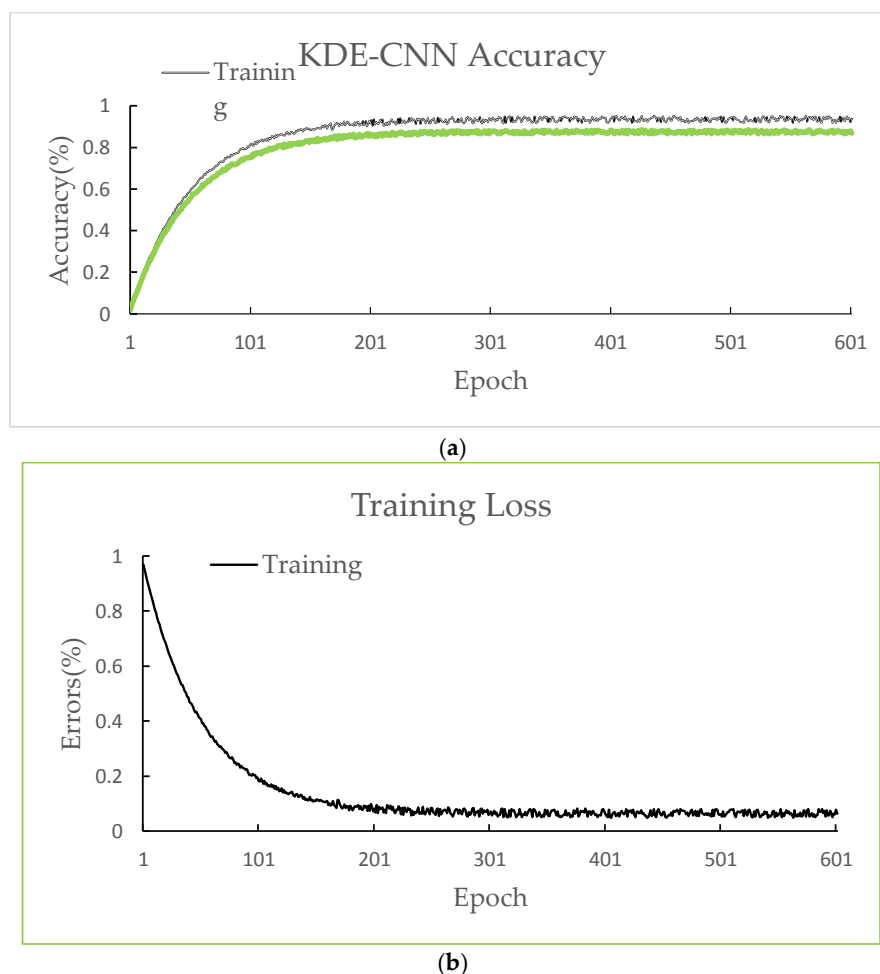 KDE-CNN Accuracy
Trainin
g
1
0.8
0.6
0.4
0.2
0
Accuracy(%)
1 101 201 301 401 501 601
Epoch
(a)
Training Loss
Training
1
0.8
0.6
0.4
0.2
0
Errors(%)
1 101 201 301 401 501 601
Epoch
(b)